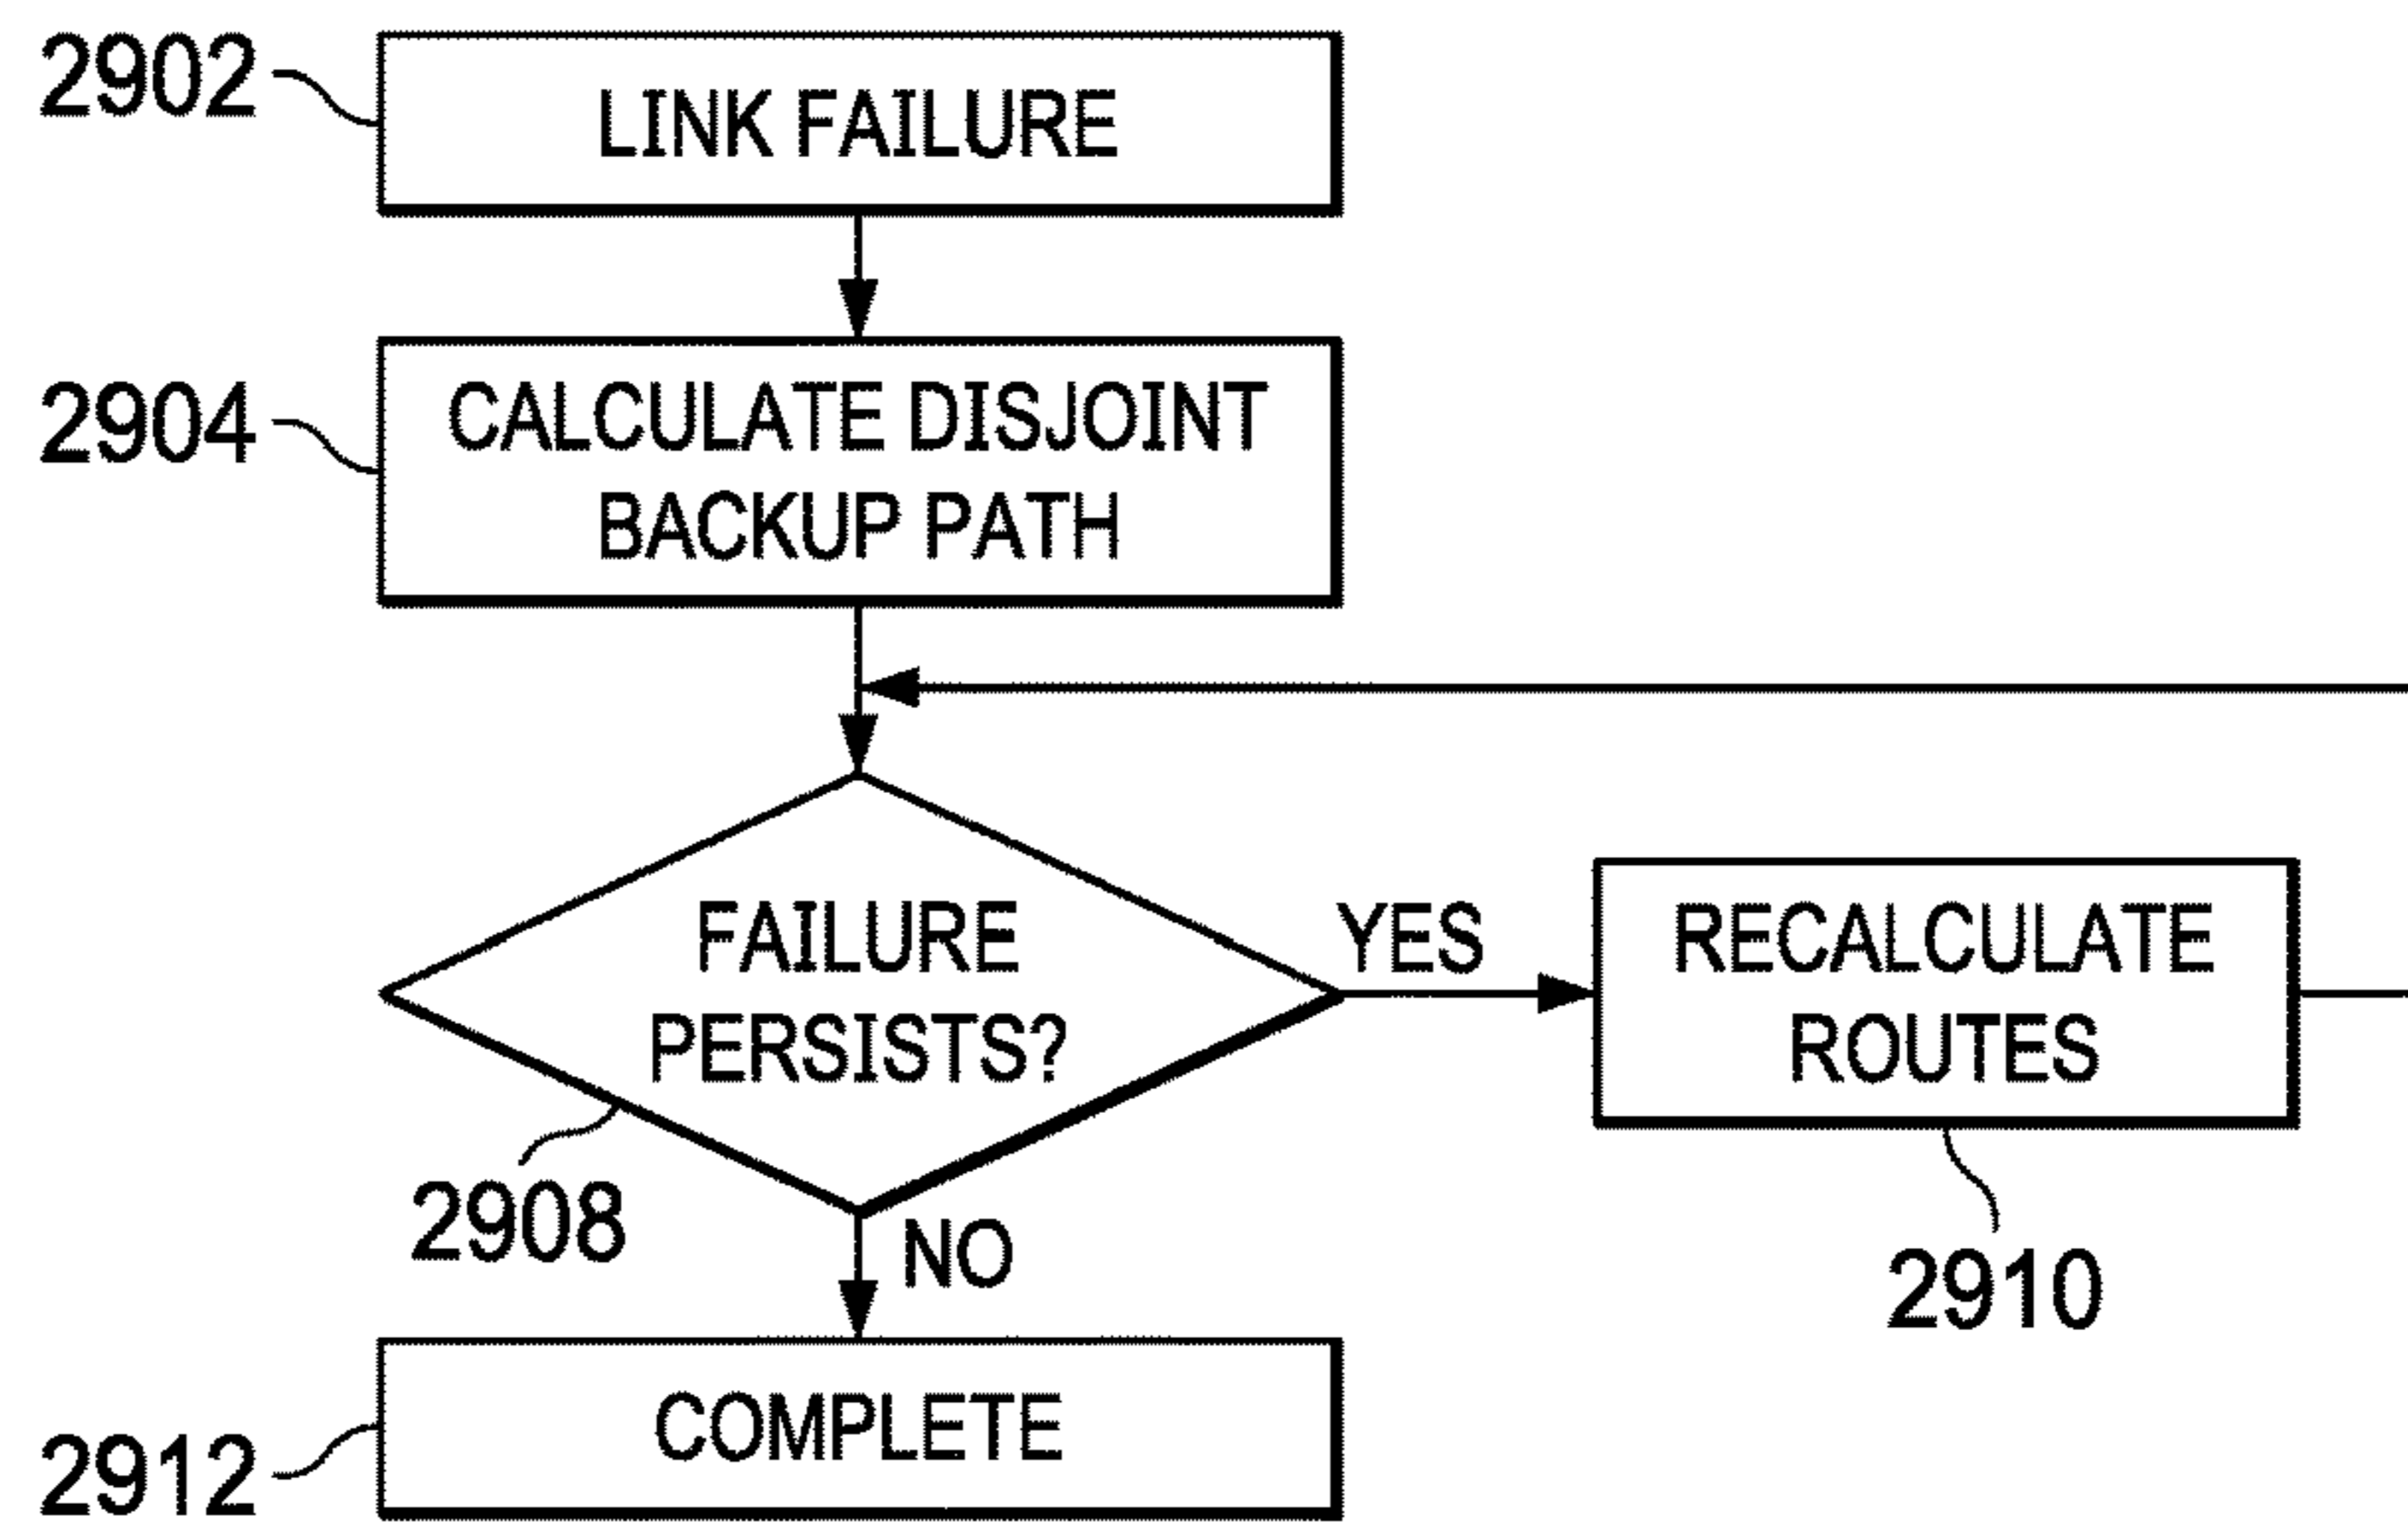 2902
LINK FAILURE
2904
CALCULATE DISJOINT
BACKUP PATH
FAILURE
PERSISTS?
YES
RECALCULATE
ROUTES
2908
NO
2910
2912
COMPLETE